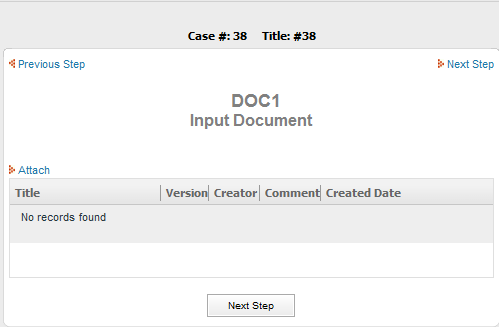 Case #: 38 Title: #38
Previous Step Next Step
DOC1
Input Document
Attach
Title Version Creator Comment Created Date
No records found
Next Step